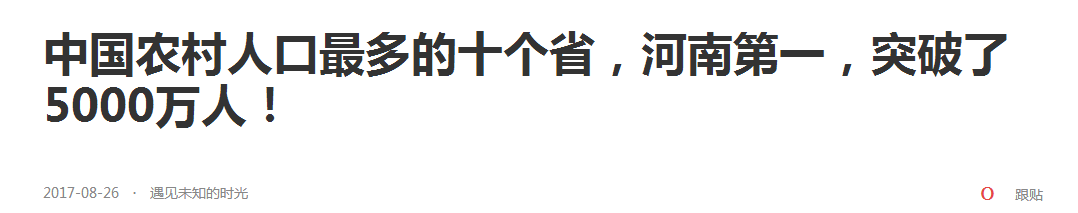 中国农村人口最多的十个省，河南第一，突破了
5000万人！
2017-08-26 · 遇见未知的时光 0 跟贴